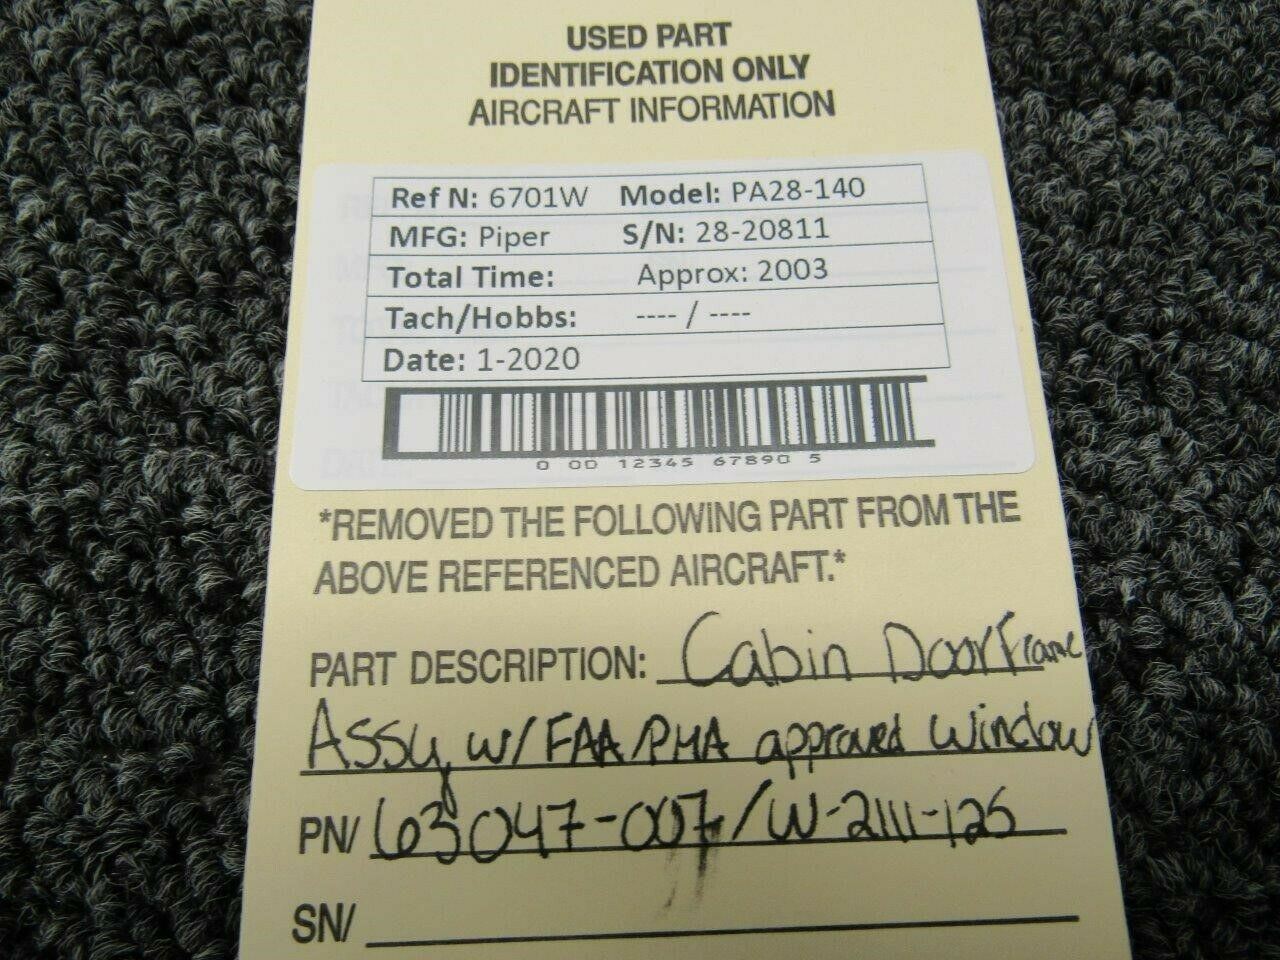 USED PART
IDENTIFICATION ONLY
AIRCRAFT INFORMATION
Ref N: 6701W Model: PA28-140
MFG: Piper S/N: 28-20811
Total Time: Approx: 2003
Tach/Hobbs: ---- / ----
Date: 1-2020
0 00 12345 67890 5
*REMOVED THE FOLLOWING PART FROM THE
ABOVE REFERENCED AIRCRAFT.*
PART DESCRIPTION: Cabin Door Frame
Assy w/ FAA/PMA approved window
PN/ 63047-007/W-2111-125
SN/